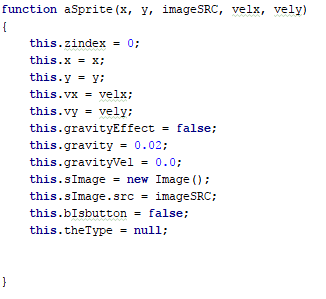 function aSprite(x, y, imageSRC, velx, vely)
{
    this.zindex = 0;
    this.x = x;
    this.y = y;
    this.vx = velx;
    this.vy = vely;
    this.gravityEffect = false;
    this.gravity = 0.02;
    this.gravityVel = 0.0;
    this.sImage = new Image();
    this.sImage.src = imageSRC;
    this.bIsbutton = false;
    this.theType = null;
}